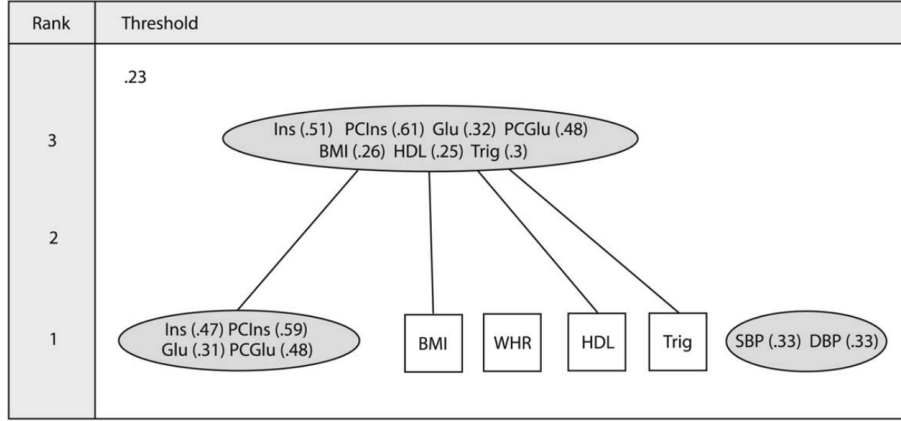 Rank Threshold
.23
3
Ins (.51) PCIns (.61) Glu (.32) PCGlu (.48)
BMI (.26) HDL (.25) Trig (.3)
2
1
Ins (.47) PCIns (.59)
Glu (.31) PCGlu (.48)
BMI
WHR
HDL
Trig
SBP (.33) DBP (.33)